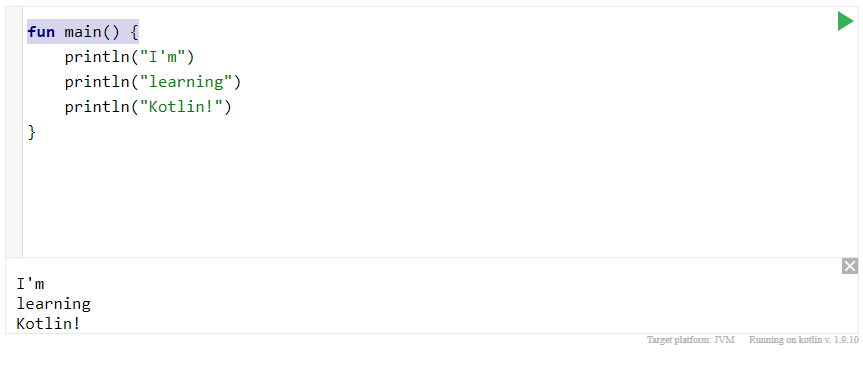 fun main() {
    println("I'm")
    println("learning")
    println("Kotlin!")
}
I'm
learning
Kotlin!
Target platform: JVM Running on kotlin v. 1.9.10